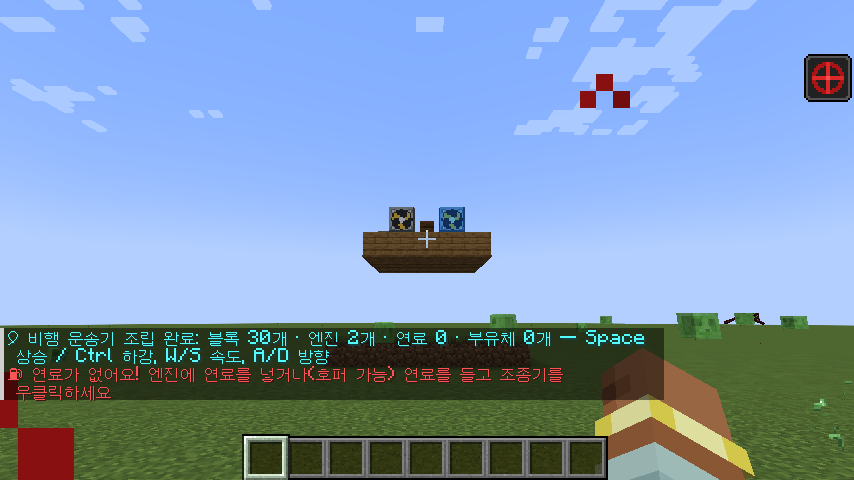 비행 운송기 조립 완료: 블록 30개 · 엔진 2개 · 연료 0 · 부유체 0개 — Space
상승 / Ctrl 하강, W/S 속도, A/D 방향
연료가 없어요! 엔진에 연료를 넣거나(호퍼 가능) 연료를 들고 조종기를
우클릭하세요